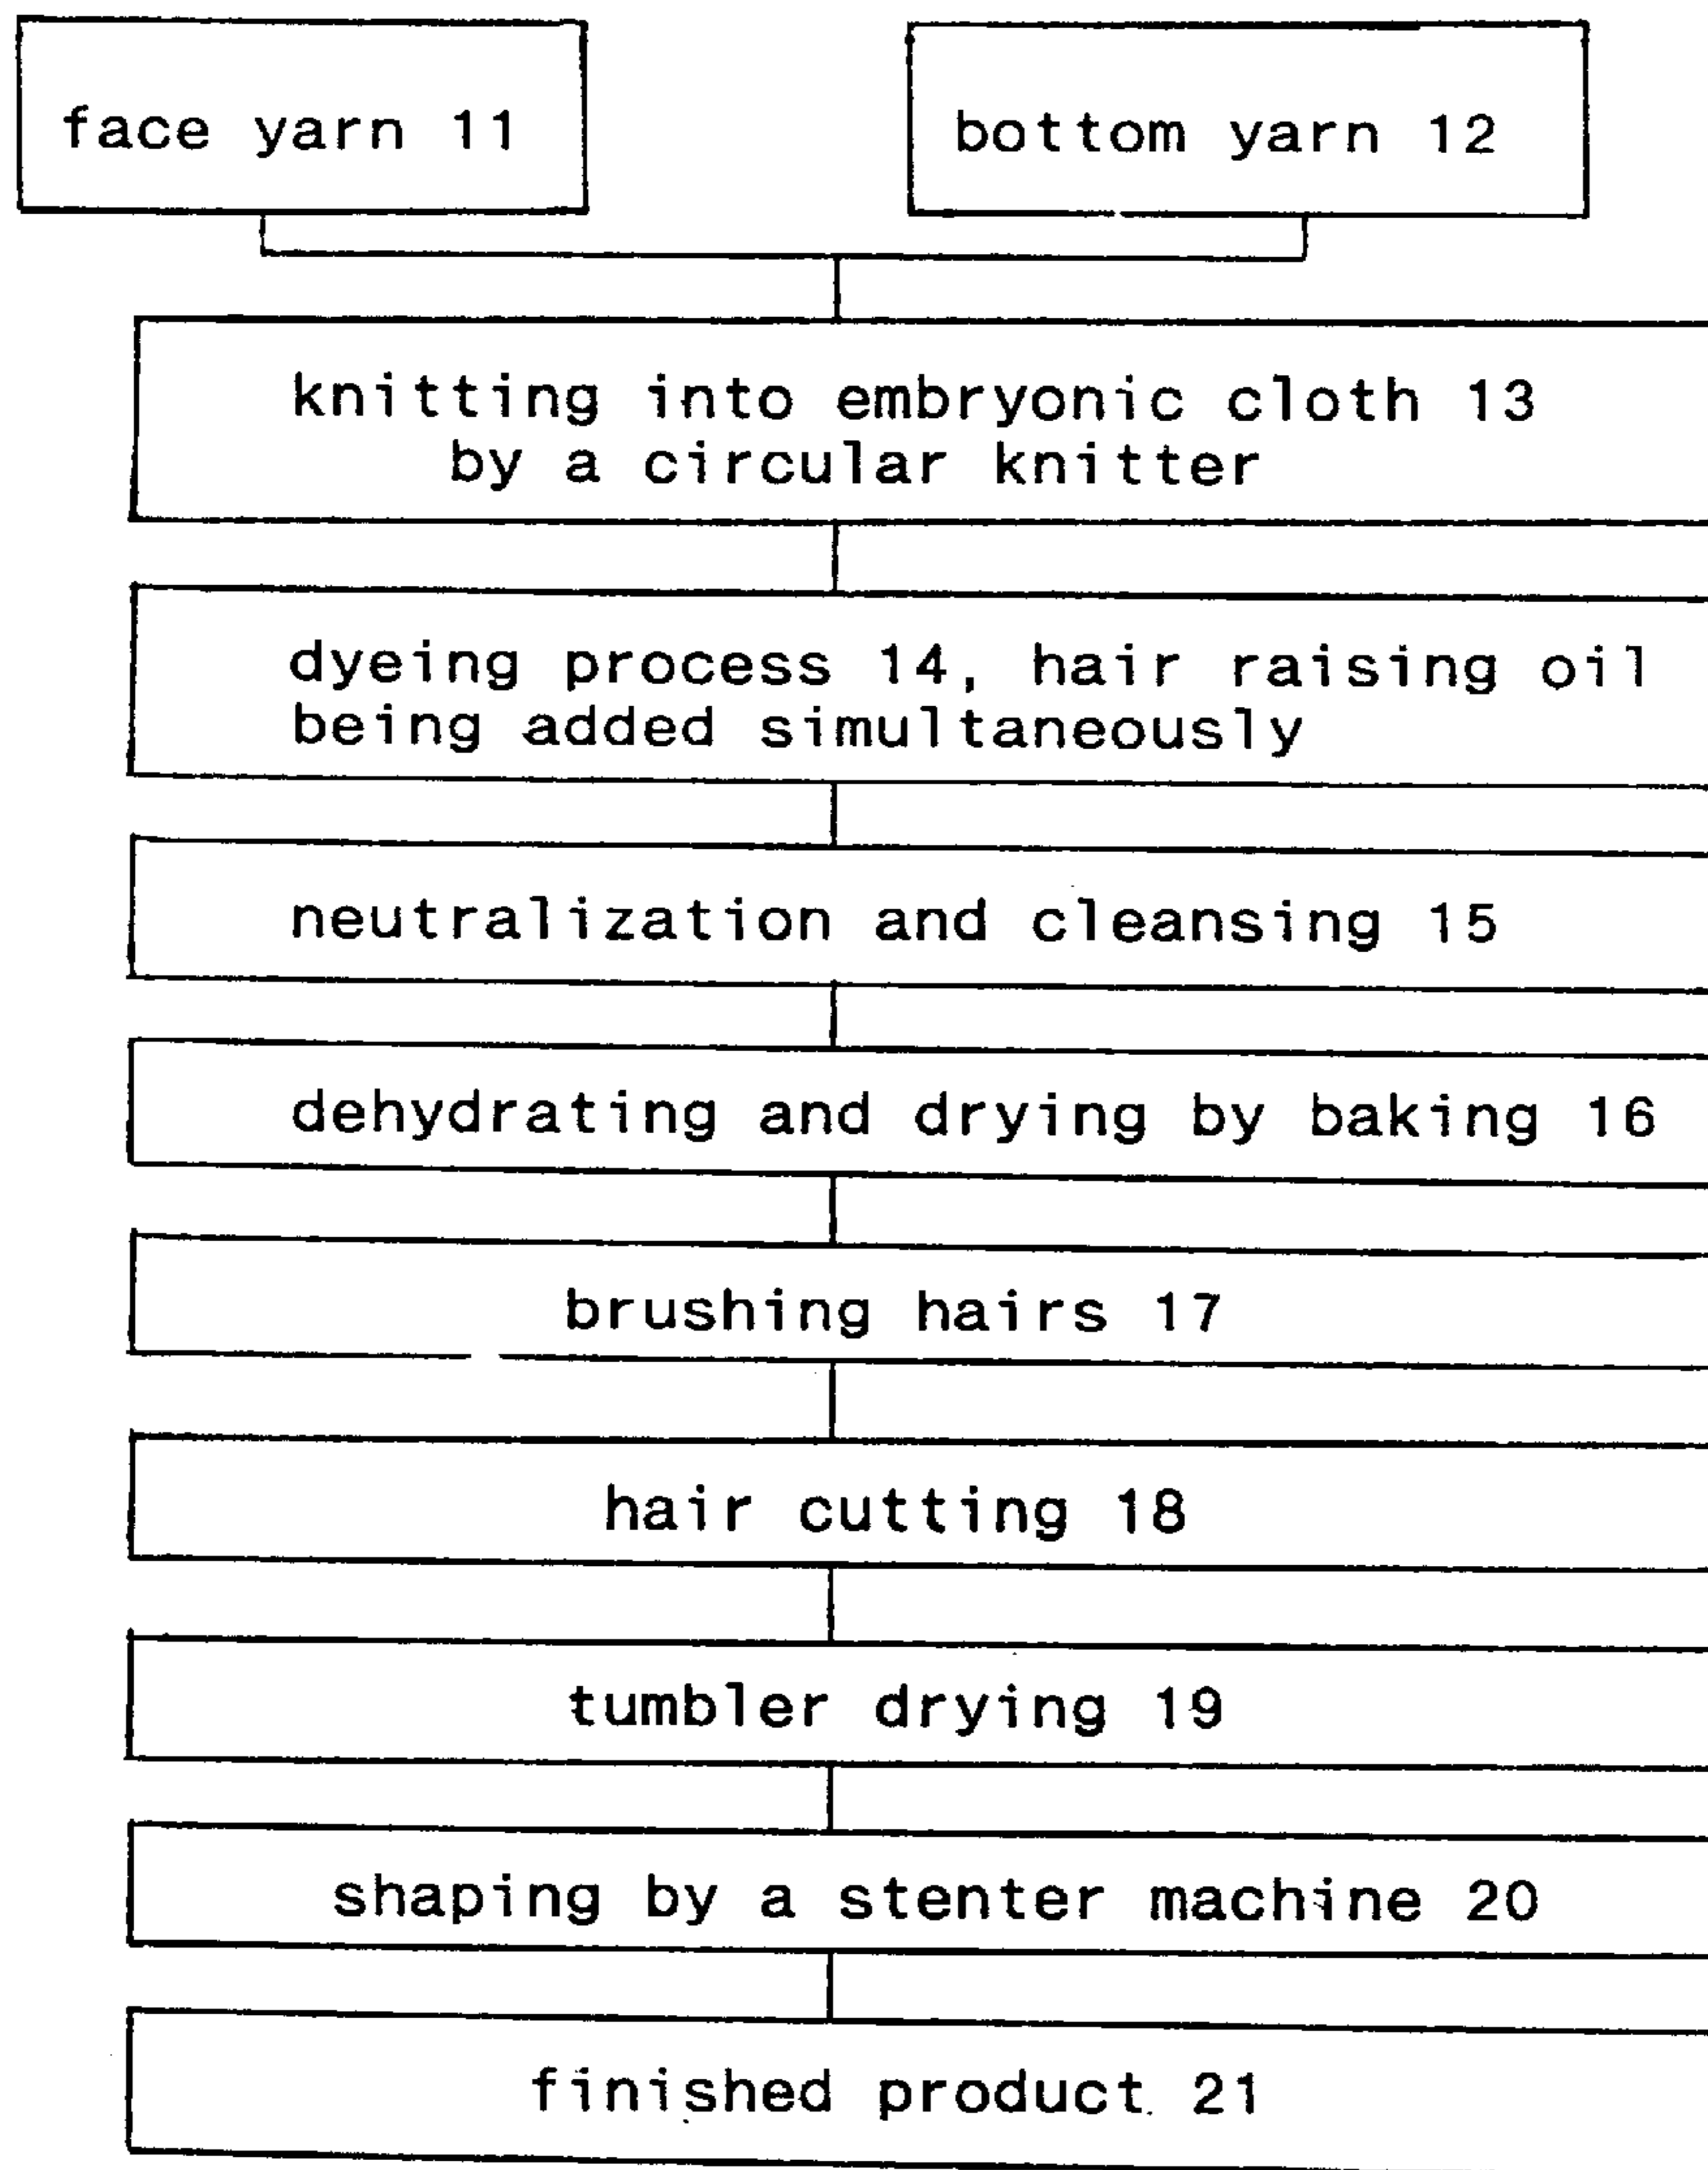 face yarn 11
bottom yarn 12
knitting into embryonic cloth 13
by a circular knitter
dyeing process 14, hair raising oil
being added simultaneously
neutralization and cleansing 15
dehydrating and drying by baking 16
brushing hairs 17
hair cutting 18
tumbler drying 19
shaping by a stenter machine 20
finished product 21